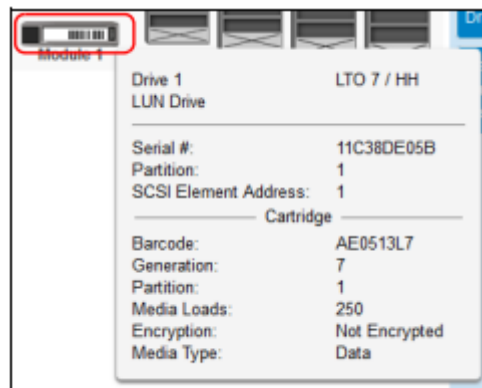 Dr
Module 1
Drive 1 LTO 7 / HH
LUN Drive
Serial #: 11C38DE05B
Partition: 1
SCSI Element Address: 1
Cartridge
Barcode: AE0513L7
Generation: 7
Partition: 1
Media Loads: 250
Encryption: Not Encrypted
Media Type: Data